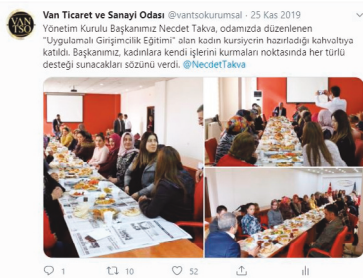 VAN
TSO
Van Ticaret ve Sanayi Odası @vantsokurumsal · 25 Kas 2019
Yönetim Kurulu Başkanımız Necdet Takva, odamızda düzenlenen
"Uygulamalı Girişimcilik Eğitimi" alan kadın kursiyerin hazırladığı kahvaltıya
katıldı. Başkanımız, kadınlara kendi işlerini kurmaları noktasında her türlü
desteği sunacakları sözünü verdi. @NecdetTakva
1 10 52